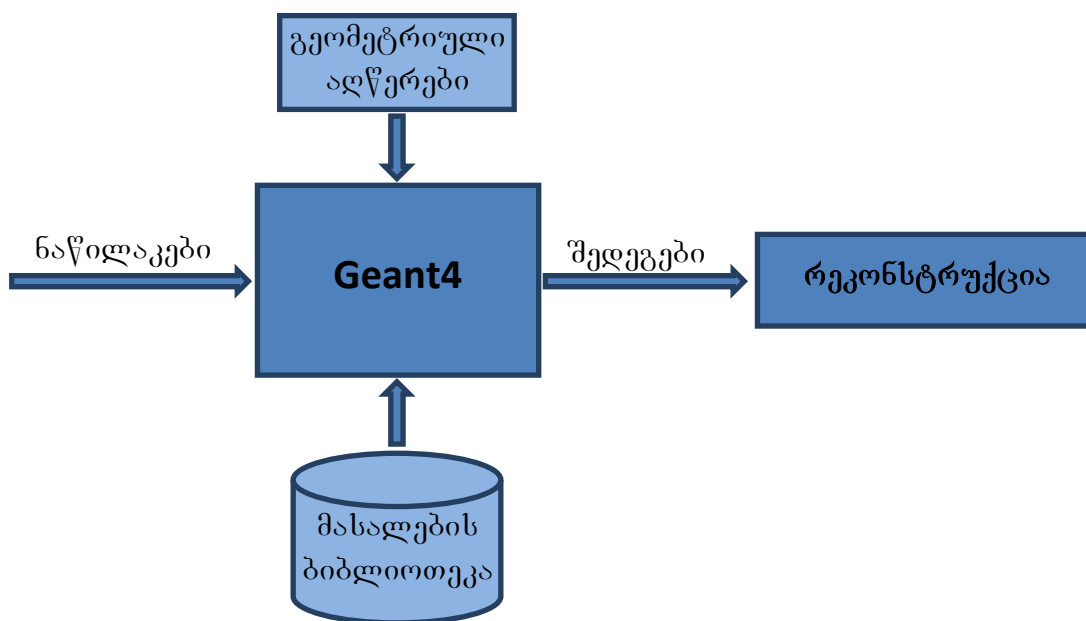 გეომეტრიული
აღწერები
ნაწილაკები
Geant4
შედეგები
რეკონსტრუქცია
მასალების
ბიბლიოთეკა